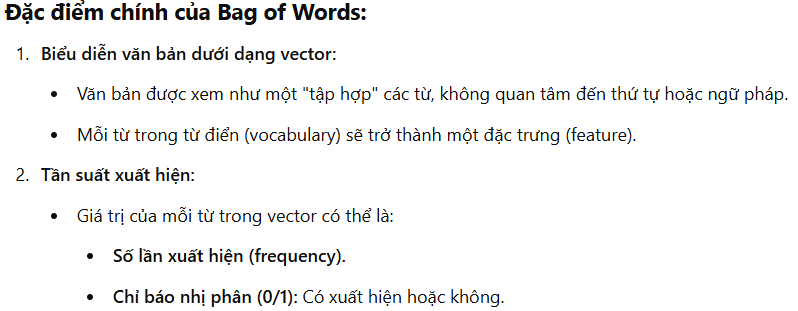 Đặc điểm chính của Bag of Words:
1. Biểu diễn văn bản dưới dạng vector:
• Văn bản được xem như một "tập hợp" các từ, không quan tâm đến thứ tự hoặc ngữ pháp.
• Mỗi từ trong từ điển (vocabulary) sẽ trở thành một đặc trưng (feature).
2. Tần suất xuất hiện:
• Giá trị của mỗi từ trong vector có thể là:
• Số lần xuất hiện (frequency).
• Chỉ báo nhị phân (0/1): Có xuất hiện hoặc không.